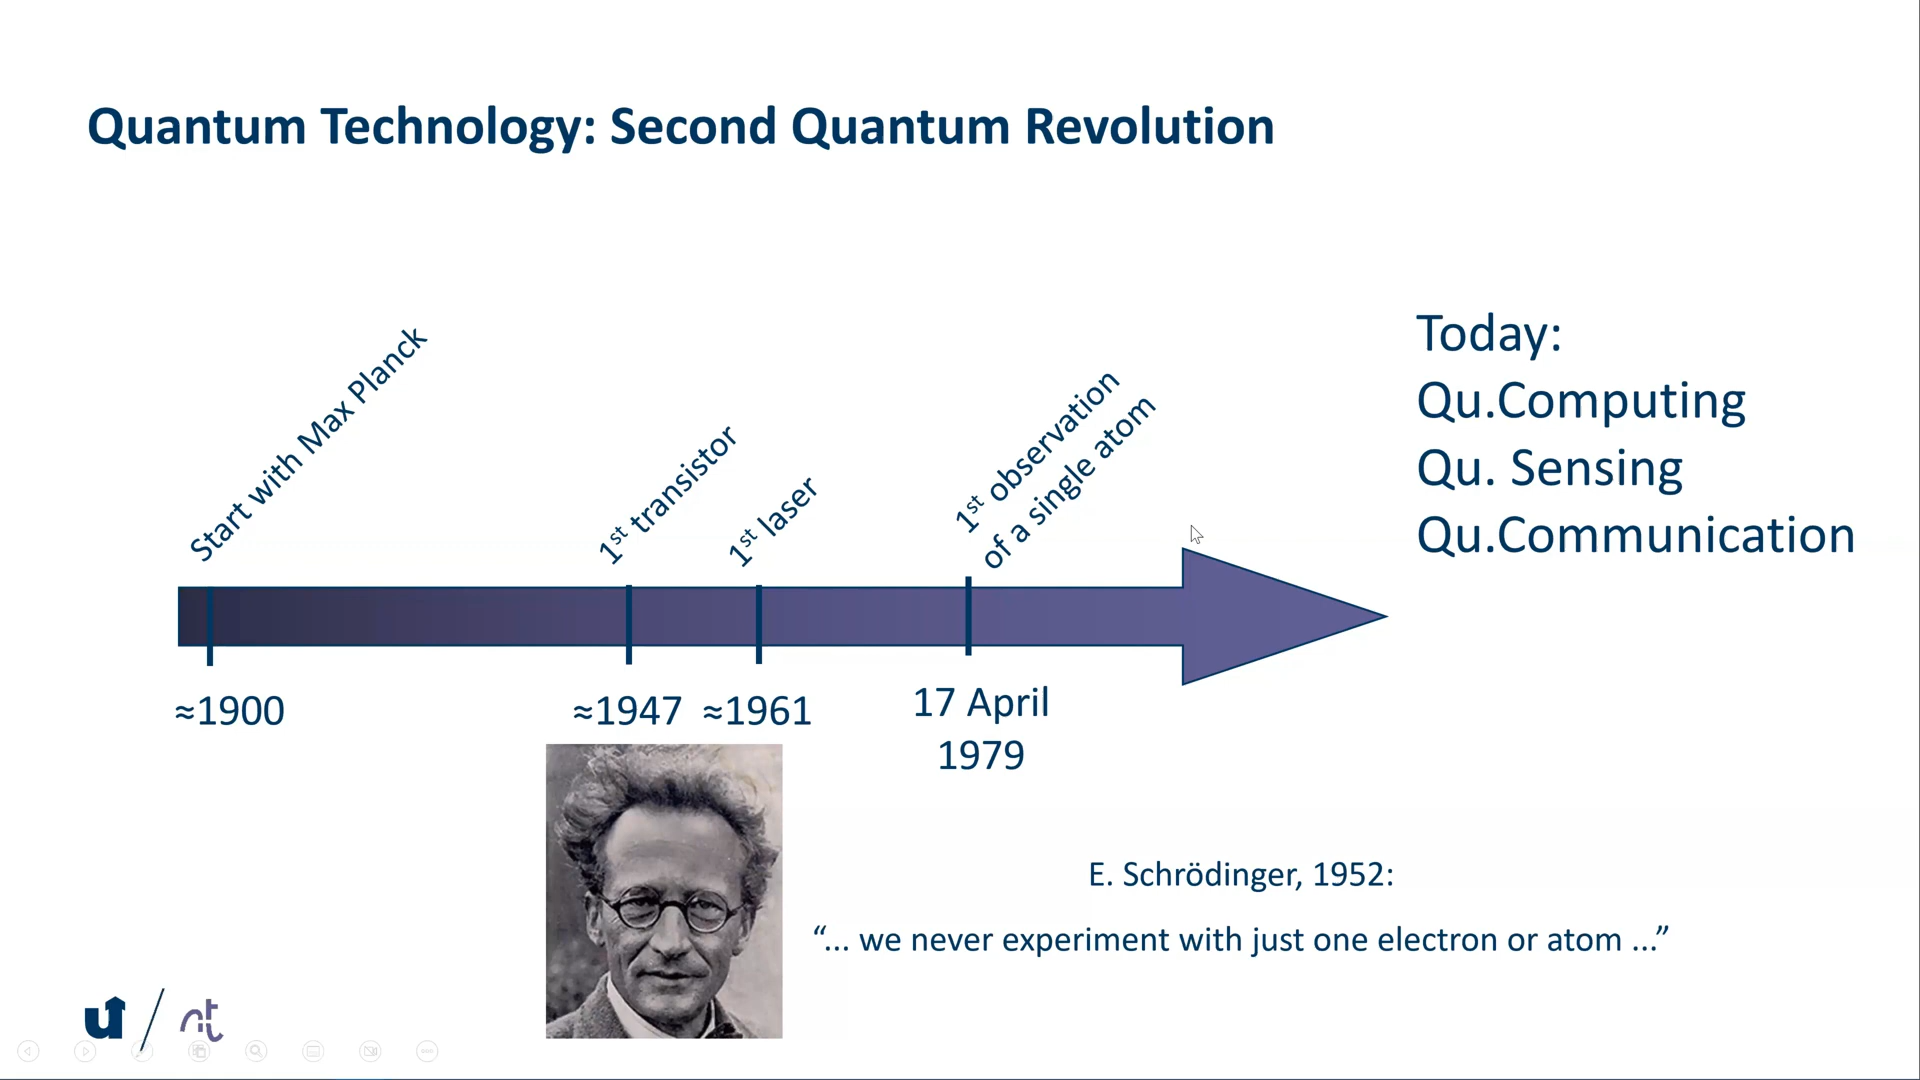 Quantum Technology: Second Quantum Revolution
Start with Max Planck
1st transistor
1st laser
1st observation
of a single atom
Today:
Qu.Computing
Qu. Sensing
Qu.Communication
≈1900
≈1947
≈1961
17 April
1979
E. Schrödinger, 1952:
“... we never experiment with just one electron or atom ...”